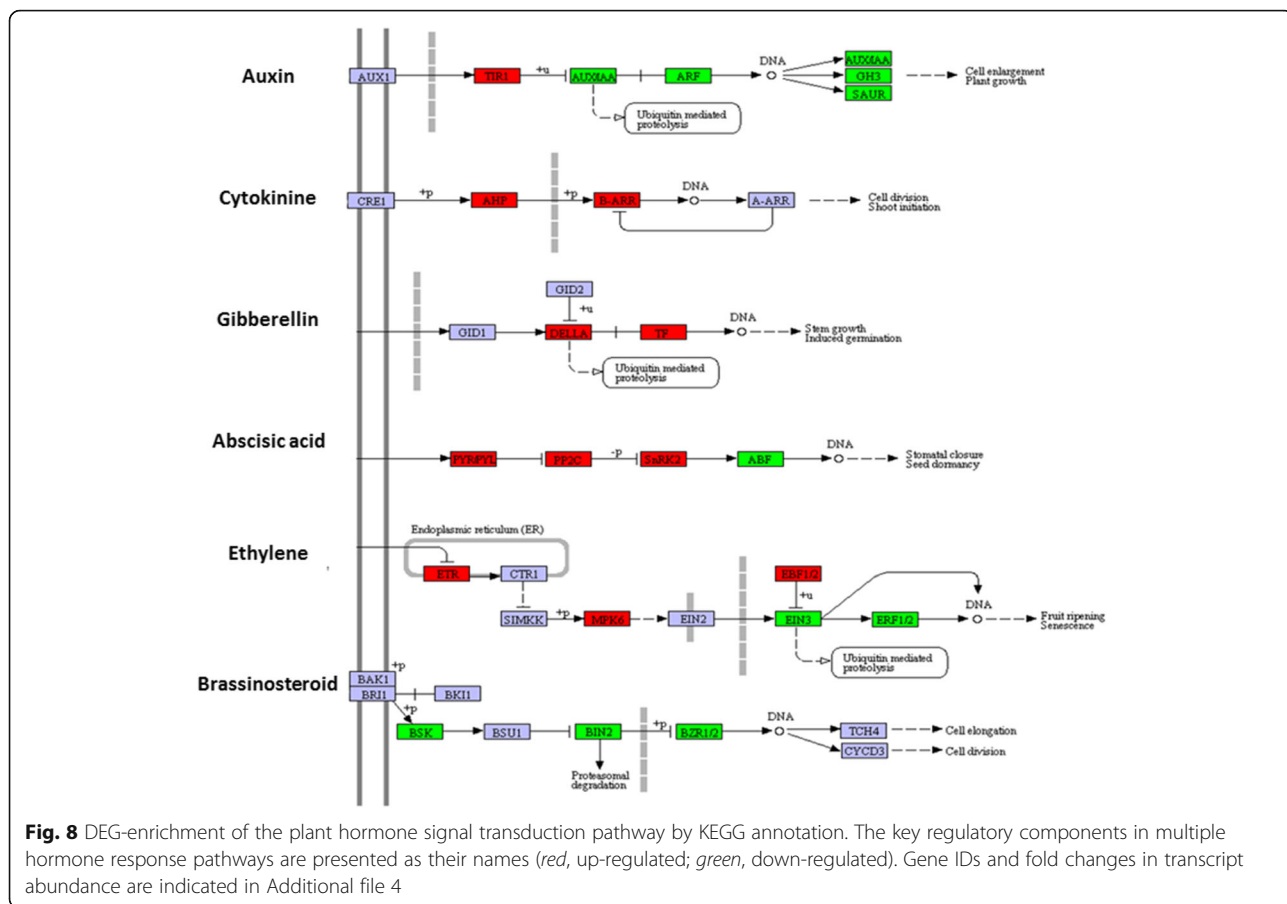 Auxin
AUX1
TIR1
+u
AUX/IAA
ARF
DNA
AUX/IAA
GH3
SAUR
Cell enlargement
Plant growth
Ubiquitin mediated
proteolysis
Cytokinine
CRE1
+p
AHP
+p
B-ARR
DNA
A-ARR
Cell division
Shoot initiation
Gibberellin
GID2
+u
GID1
DELLA
TF
DNA
Stem growth
Induced germination
Ubiquitin mediated
proteolysis
Abscisic acid
PYR/PYL
PP2C
-p
SnRK2
ABF
DNA
Stomatal closure
Seed dormancy
Ethylene
Endoplasmic reticulum (ER)
ETR
CTR1
SIMKK
+p
MPK6
EIN2
EBF1/2
+u
EIN3
ERF1/2
DNA
Fruit ripening
Senescence
Ubiquitin mediated
proteolysis
Brassinosteroid
+p
BAK1
BRI1
BKI1
+p
BSK
BSU1
BIN2
+p
BZR1/2
DNA
TCH4
Cell elongation
CYCD3
Cell division
Proteasomal
degradation
Fig. 8 DEG-enrichment of the plant hormone signal transduction pathway by KEGG annotation. The key regulatory components in multiple
hormone response pathways are presented as their names (red, up-regulated; green, down-regulated). Gene IDs and fold changes in transcript
abundance are indicated in Additional file 4